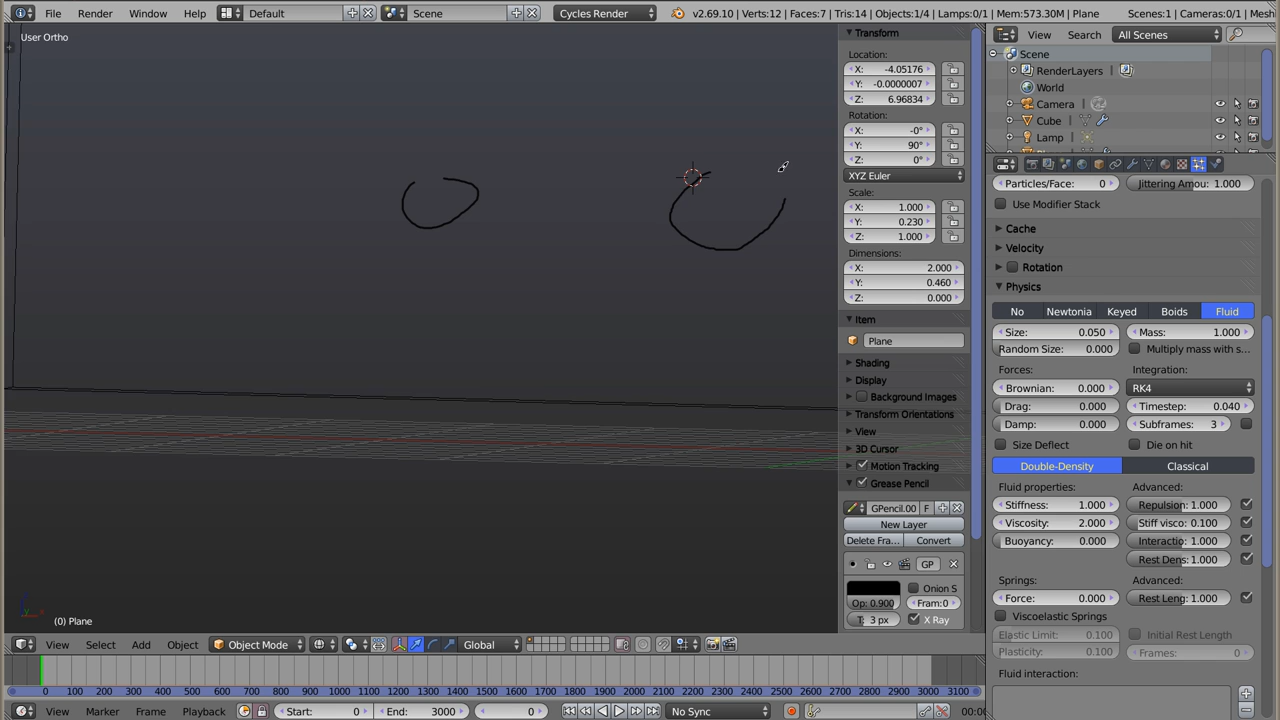 File Render Window Help Default Scene Cycles Render v2.69.10 | Verts:12 | Faces:7 | Tris:14 | Objects:1/4 | Lamps:0/1 | Mem:573.30M | Plane Scenes:1 | Cameras:0/1 | Mesh
User Ortho
(0) Plane
View Select Add Object Object Mode Global
0 100 200 300 400 500 600 700 800 900 1000 1100 1200 1300 1400 1500 1600 1700 1800 1900 2000 2100 2200 2300 2400 2500 2600 2700 2800 2900 3000 3100
View Marker Frame Playback Start: 0 End: 3000 0 No Sync 00:0
Transform
Location:
X: -4.05176
Y: -0.0000007
Z: 6.96834
Rotation:
X: -0°
Y: 90°
Z: 0°
XYZ Euler
Scale:
X: 1.000
Y: 0.230
Z: 1.000
Dimensions:
X: 2.000
Y: 0.460
Z: 0.000
Item
Plane
Shading
Display
Background Images
Transform Orientations
View
3D Cursor
Motion Tracking
Grease Pencil
GPencil.00 F
New Layer
Delete Fra... Convert
GP
Onion S
Op: 0.900 Fram:0
T: 3 px X Ray
View Search All Scenes
Scene
RenderLayers
World
Camera
Cube
Lamp
Particles/Face: 0 Jittering Amou: 1.000
Use Modifier Stack
Cache
Velocity
Rotation
Physics
No Newtonia Keyed Boids Fluid
Size: 0.050 Mass: 1.000
Random Size: 0.000 Multiply mass with s...
Forces: Integration:
Brownian: 0.000 RK4
Drag: 0.000 Timestep: 0.040
Damp: 0.000 Subframes: 3
Size Deflect Die on hit
Double-Density Classical
Fluid properties: Advanced:
Stiffness: 1.000 Repulsion: 1.000
Viscosity: 2.000 Stiff visco: 0.100
Buoyancy: 0.000 Interactio: 1.000
Rest Dens: 1.000
Springs: Advanced:
Force: 0.000 Rest Leng: 1.000
Viscoelastic Springs
Elastic Limit: 0.100 Initial Rest Length
Plasticity: 0.100 Frames: 0
Fluid interaction: